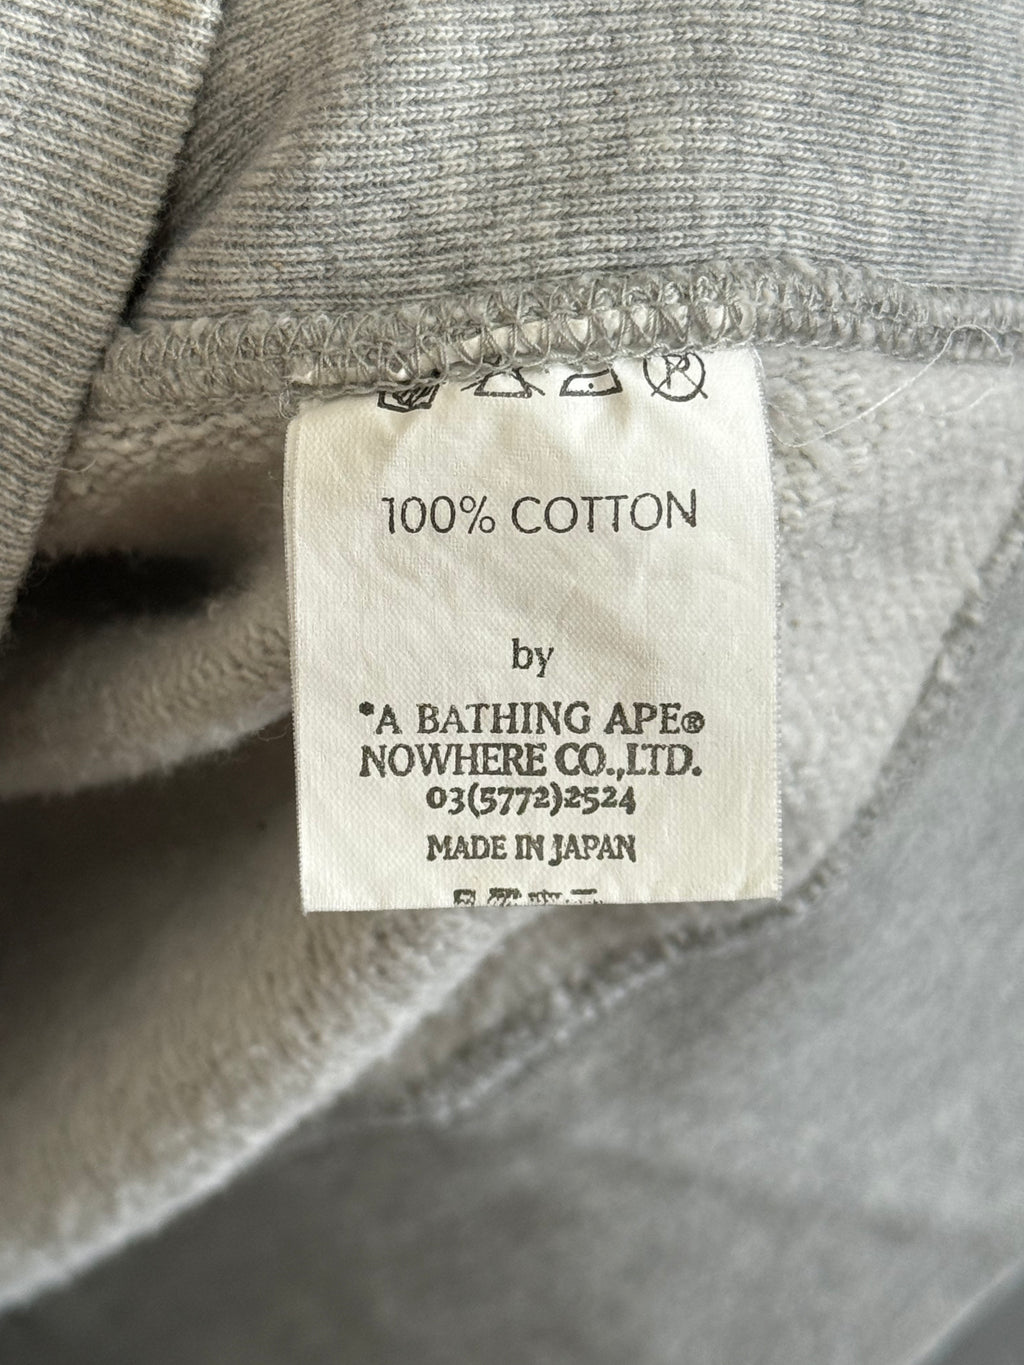 P
100% COTTON
by
*A BATHING APE®
NOWHERE CO.,LTD.
03(5772)2524
MADE IN JAPAN